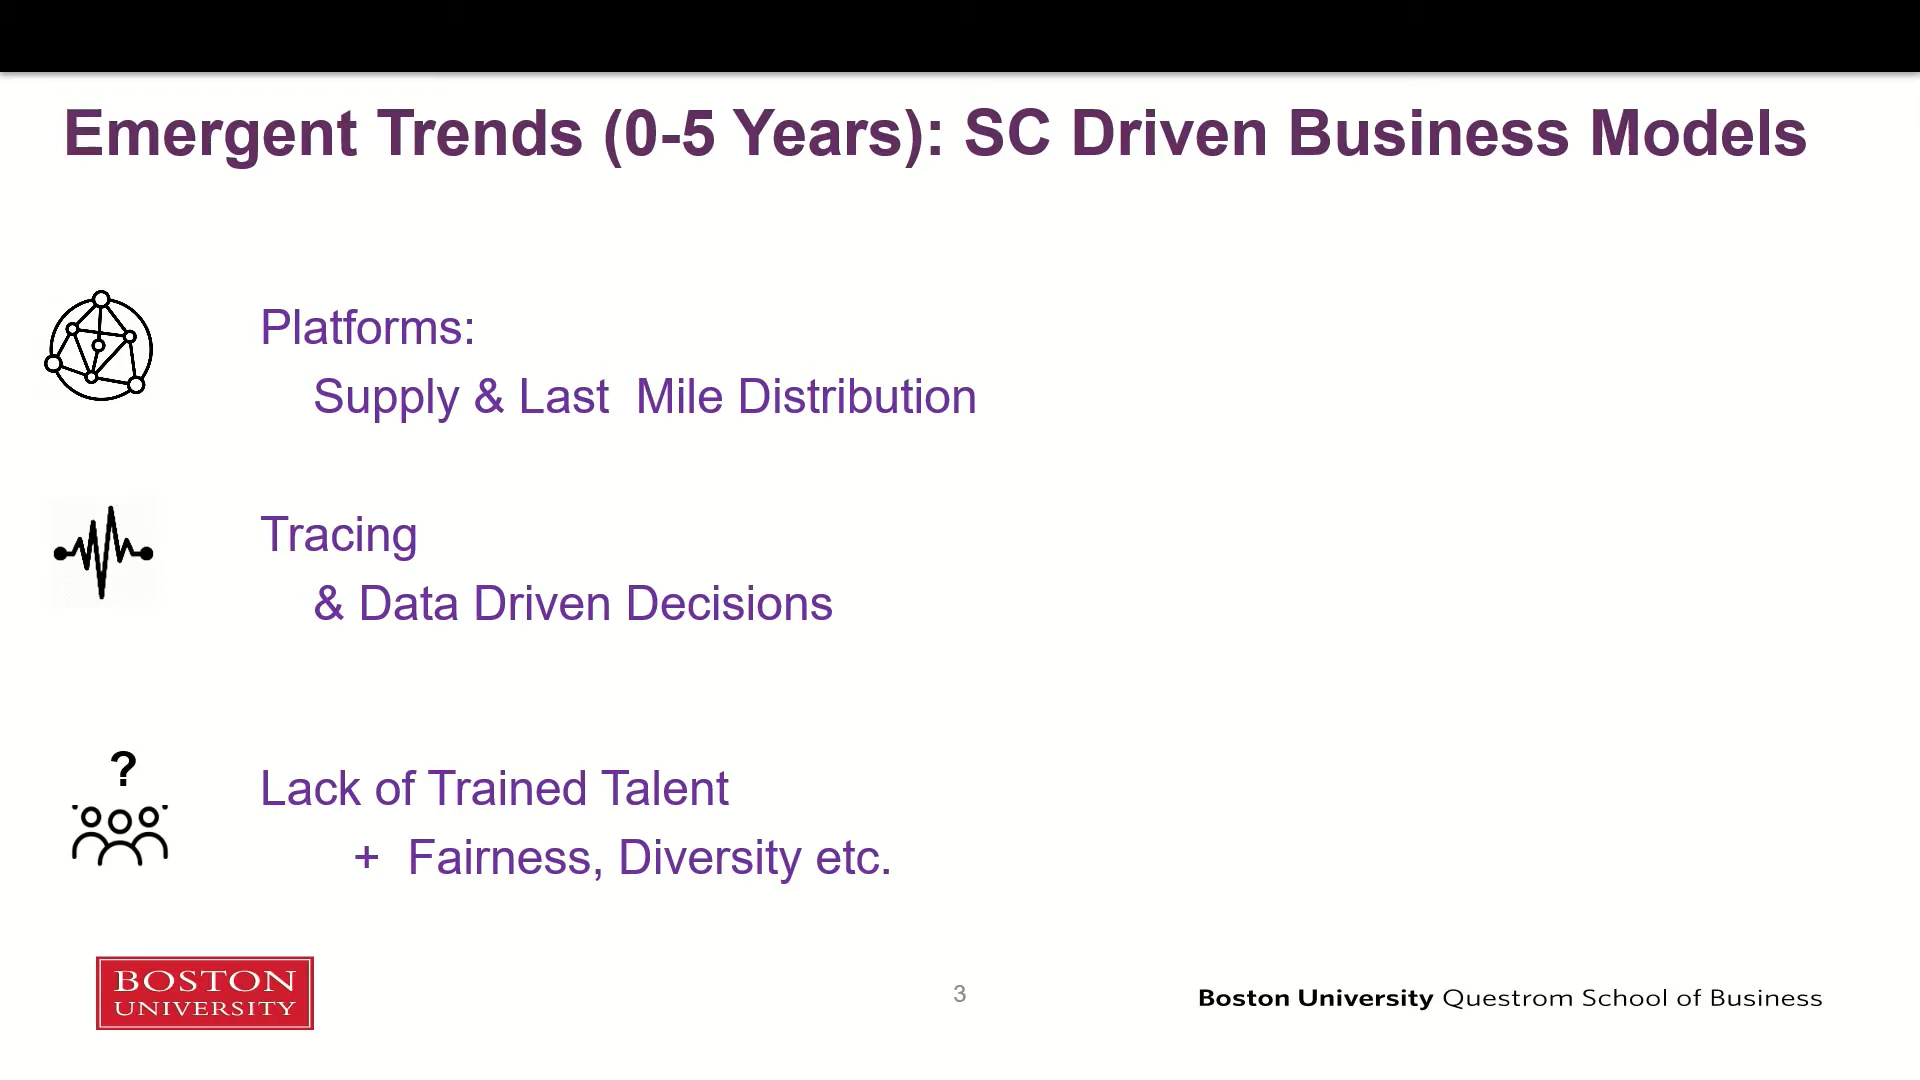 Emergent Trends (0-5 Years): SC Driven Business Models
Platforms:
Supply & Last Mile Distribution
Tracing
& Data Driven Decisions
?
Lack of Trained Talent
+ Fairness, Diversity etc.
BOSTON
UNIVERSITY
3
Boston University Questrom School of Business